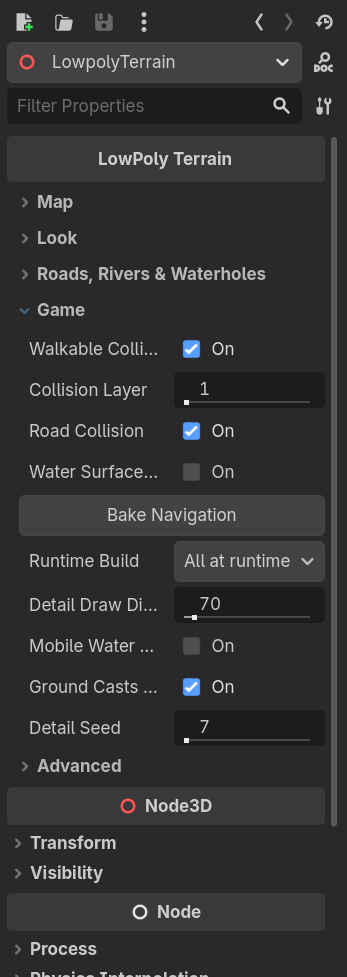 LowpolyTerrain
DOC
Filter Properties
LowPoly Terrain
Map
Look
Roads, Rivers & Waterholes
Game
Walkable Colli... On
Collision Layer 1
Road Collision On
Water Surface... On
Bake Navigation
Runtime Build All at runtime
Detail Draw Di... 70
Mobile Water ... On
Ground Casts ... On
Detail Seed 7
Advanced
Node3D
Transform
Visibility
Node
Process
Physics Interpolation